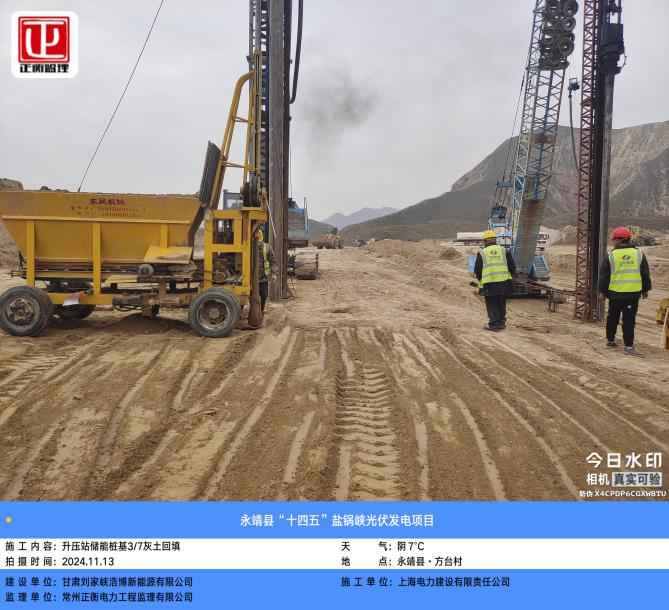 正衡监理
东风机械
今日水印
相机 真实可验
防伪 X4CPDP6CGXWBTU
永靖县“十四五”盐锅峡光伏发电项目
施工内容：升压站储能桩基3/7灰土回填
天气：阴 7℃
拍摄时间：2024.11.13
地点：永靖县·方台村
建设单位：甘肃刘家峡浩博新能源有限公司
施工单位：上海电力建设有限责任公司
监理单位：常州正衡电力工程监理有限公司